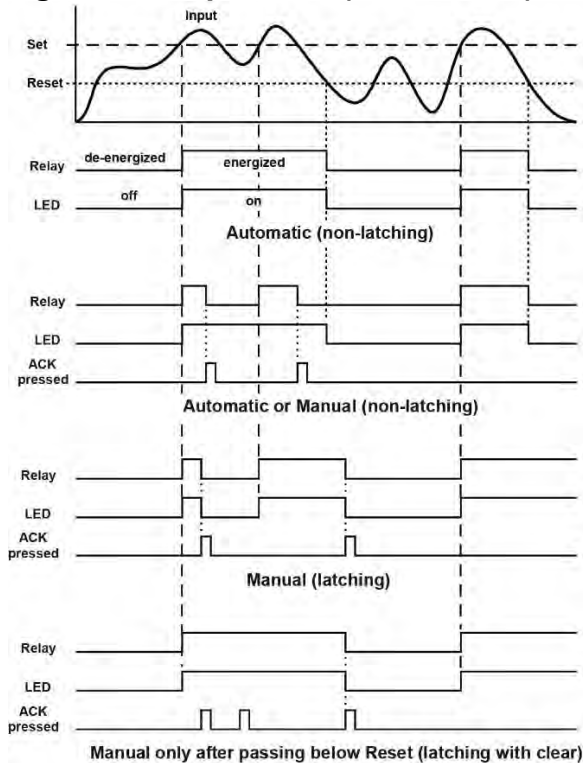 Input
Set
Reset
de-energized
energized
Relay
off
on
LED
Automatic (non-latching)
Relay
LED
ACK
pressed
Automatic or Manual (non-latching)
Relay
LED
ACK
pressed
Manual (latching)
Relay
LED
ACK
pressed
Manual only after passing below Reset (latching with clear)